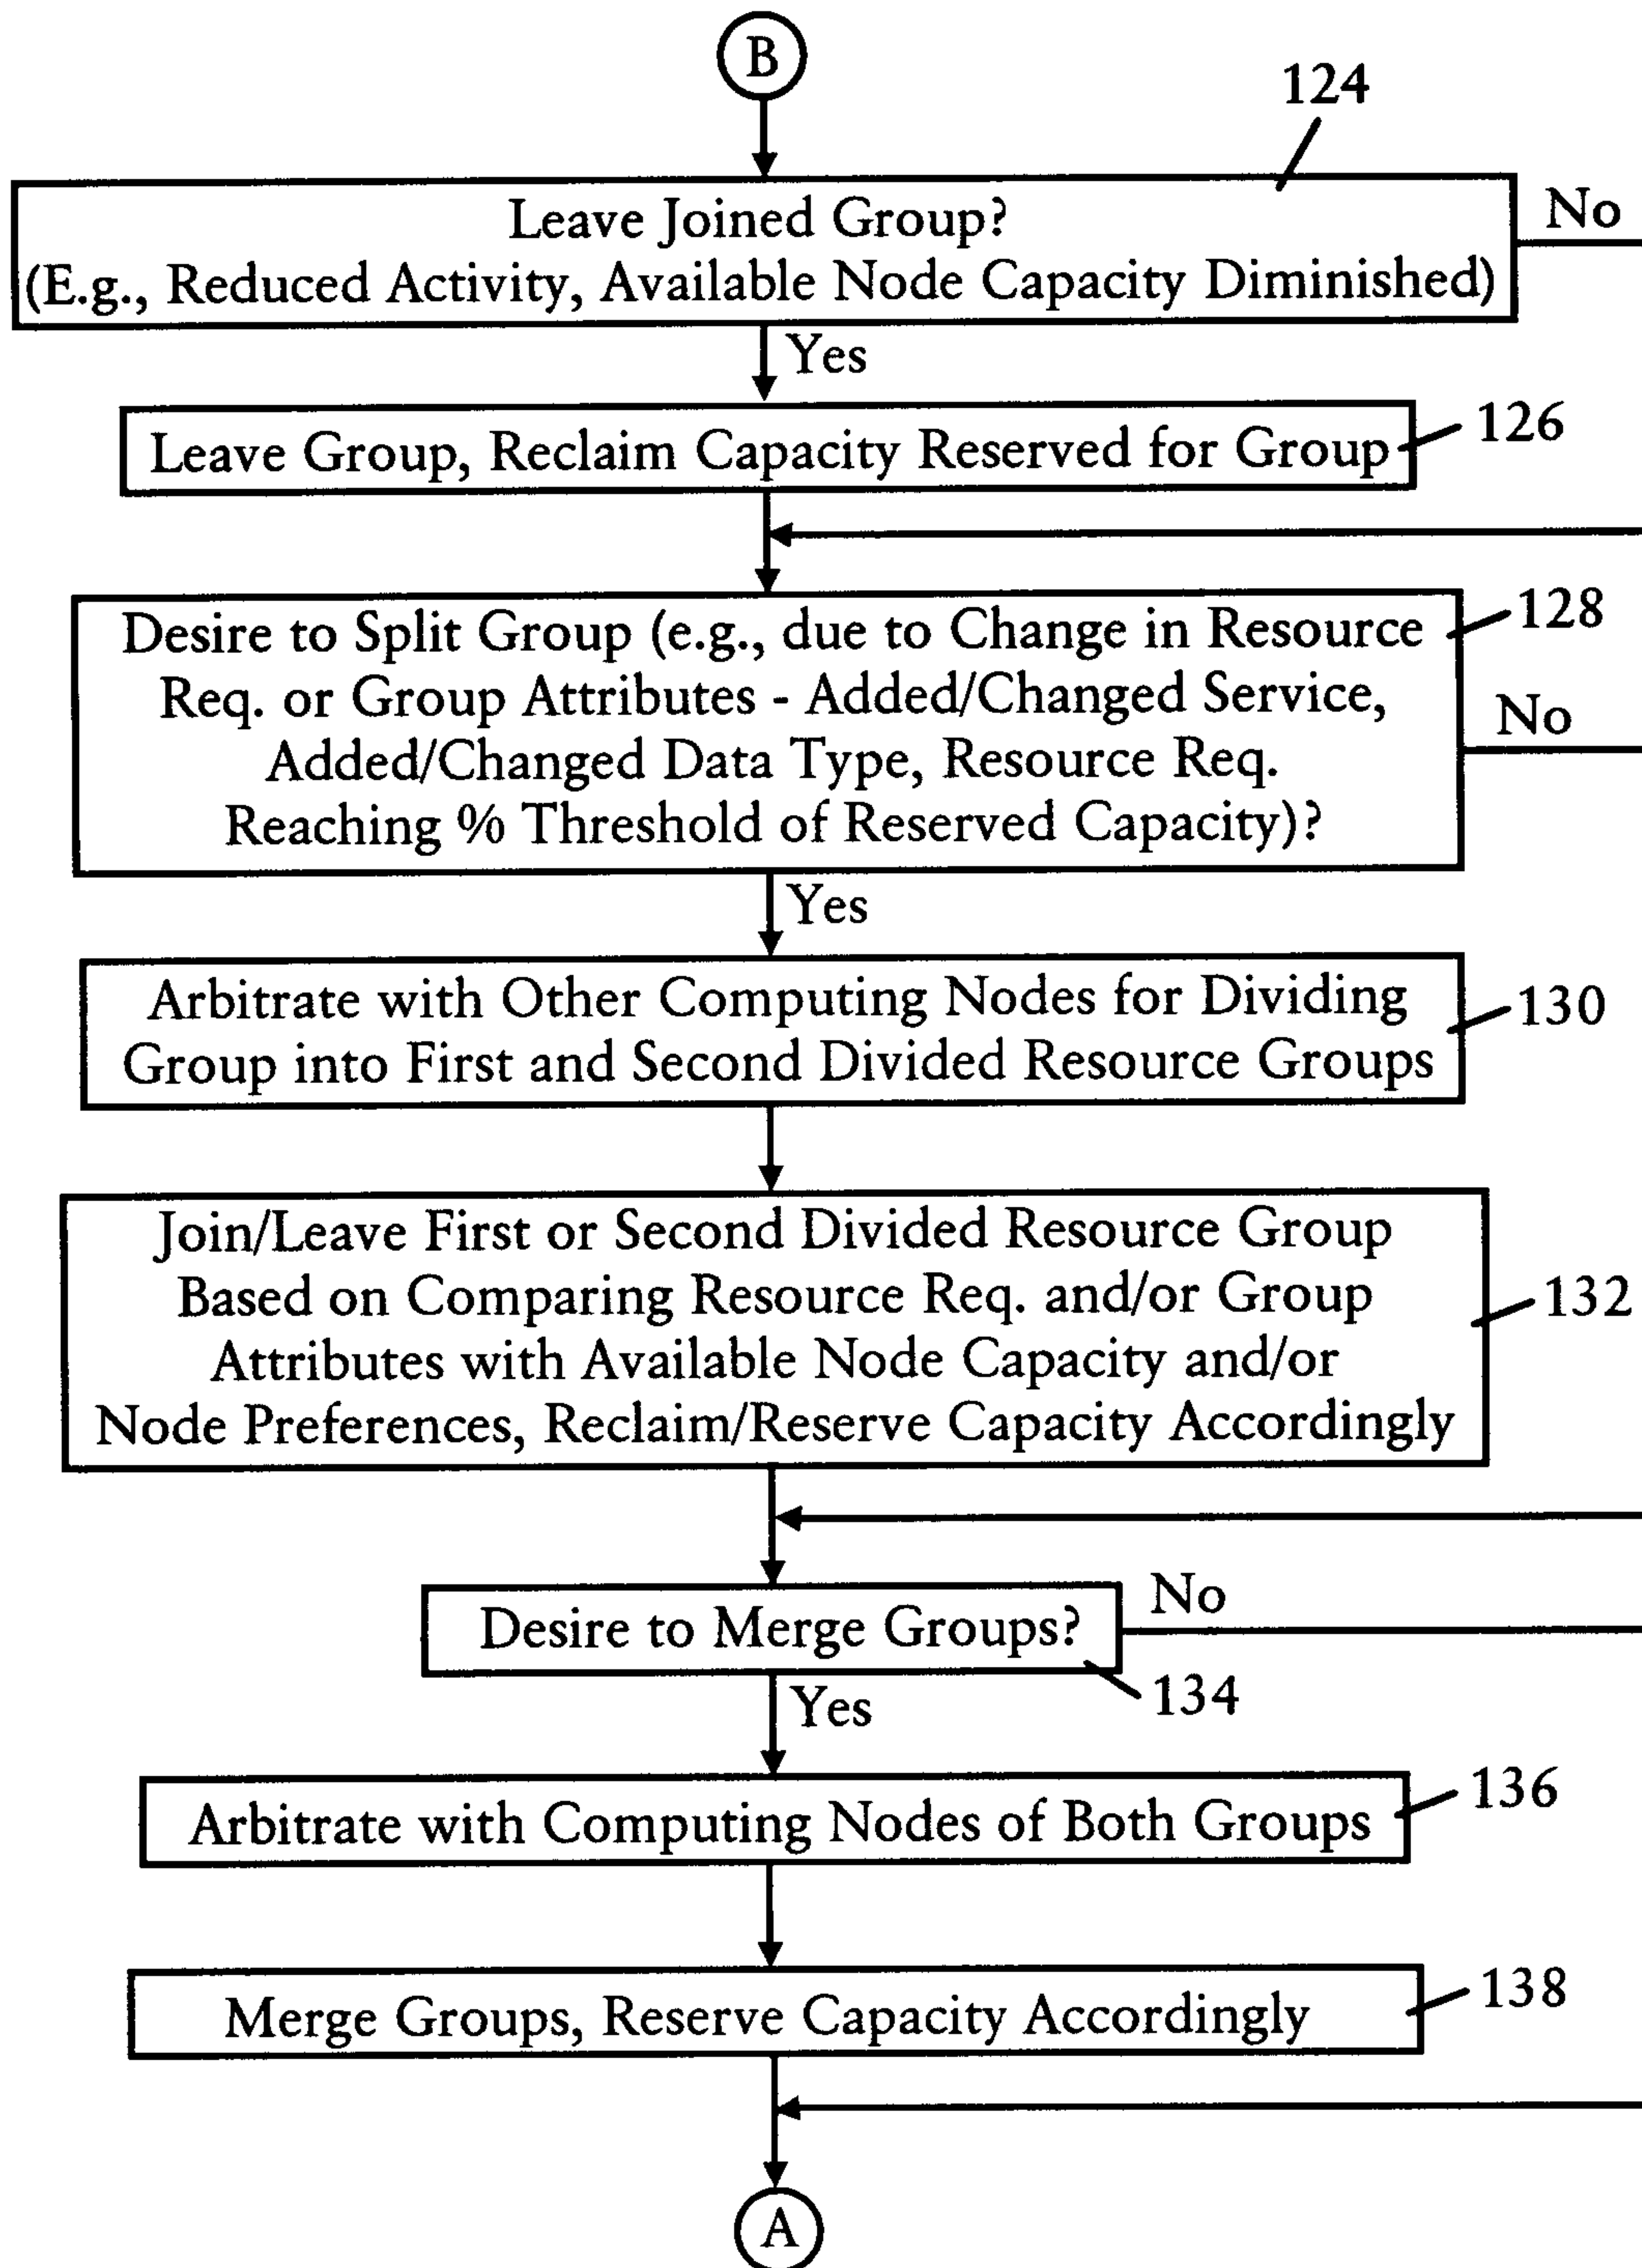 B
124
Leave Joined Group?
No
(E.g., Reduced Activity, Available Node Capacity Diminished)
Yes
Leave Group, Reclaim Capacity Reserved for Group
126
Desire to Split Group (e.g., due to Change in Resource
128
Req. or Group Attributes - Added/Changed Service,
No
Added/Changed Data Type, Resource Req.
Reaching % Threshold of Reserved Capacity)?
Yes
Arbitrate with Other Computing Nodes for Dividing
130
Group into First and Second Divided Resource Groups
Join/Leave First or Second Divided Resource Group
Based on Comparing Resource Req. and/or Group
132
Attributes with Available Node Capacity and/or
Node Preferences, Reclaim/Reserve Capacity Accordingly
Desire to Merge Groups?
No
134
Yes
Arbitrate with Computing Nodes of Both Groups
136
Merge Groups, Reserve Capacity Accordingly
138
A